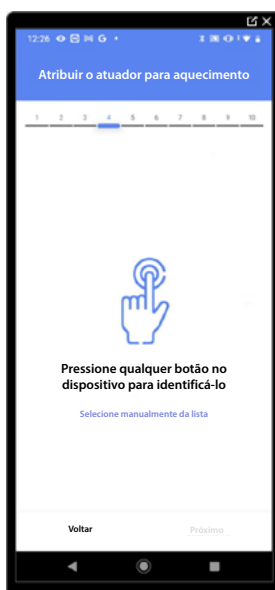 12:26 G
Atribuir o atuador para aquecimento
1 2 3 4 5 6 7 8 9 10
Pressione qualquer botão no
dispositivo para identificá-lo
Selecione manualmente da lista
Voltar Próximo